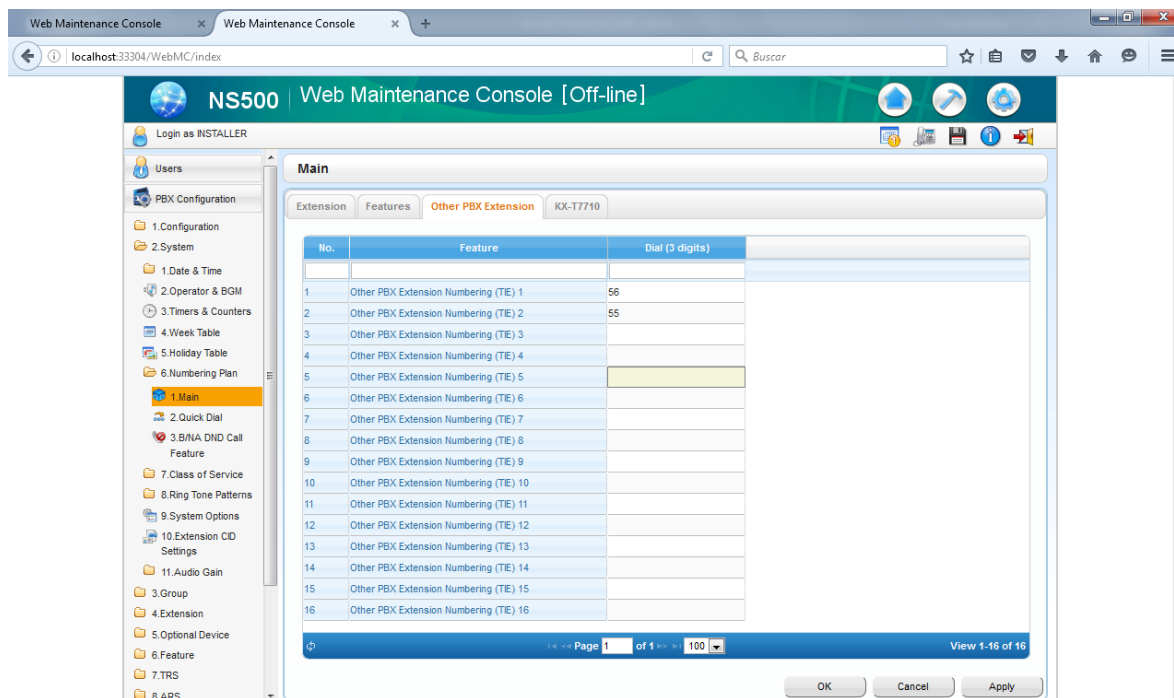 Web Maintenance Console × Web Maintenance Console × +
localhost:33304/WebMC/index Buscar
NS500 Web Maintenance Console [Off-line]
Login as INSTALLER
Users
PBX Configuration
1.Configuration
2.System
1.Date & Time
2.Operator & BGM
3.Timers & Counters
4.Week Table
5.Holiday Table
6.Numbering Plan
1.Main
2.Quick Dial
3.B/NA DND Call
Feature
7.Class of Service
8.Ring Tone Patterns
9.System Options
10.Extension CID
Settings
11.Audio Gain
3.Group
4.Extension
5.Optional Device
6.Feature
7.TRS
8.ARS
Main
Extension Features Other PBX Extension KX-T7710
No. Feature Dial (3 digits)
1 Other PBX Extension Numbering (TIE) 1 56
2 Other PBX Extension Numbering (TIE) 2 55
3 Other PBX Extension Numbering (TIE) 3
4 Other PBX Extension Numbering (TIE) 4
5 Other PBX Extension Numbering (TIE) 5
6 Other PBX Extension Numbering (TIE) 6
7 Other PBX Extension Numbering (TIE) 7
8 Other PBX Extension Numbering (TIE) 8
9 Other PBX Extension Numbering (TIE) 9
10 Other PBX Extension Numbering (TIE) 10
11 Other PBX Extension Numbering (TIE) 11
12 Other PBX Extension Numbering (TIE) 12
13 Other PBX Extension Numbering (TIE) 13
14 Other PBX Extension Numbering (TIE) 14
15 Other PBX Extension Numbering (TIE) 15
16 Other PBX Extension Numbering (TIE) 16
Page 1 of 1 100 View 1-16 of 16
OK Cancel Apply